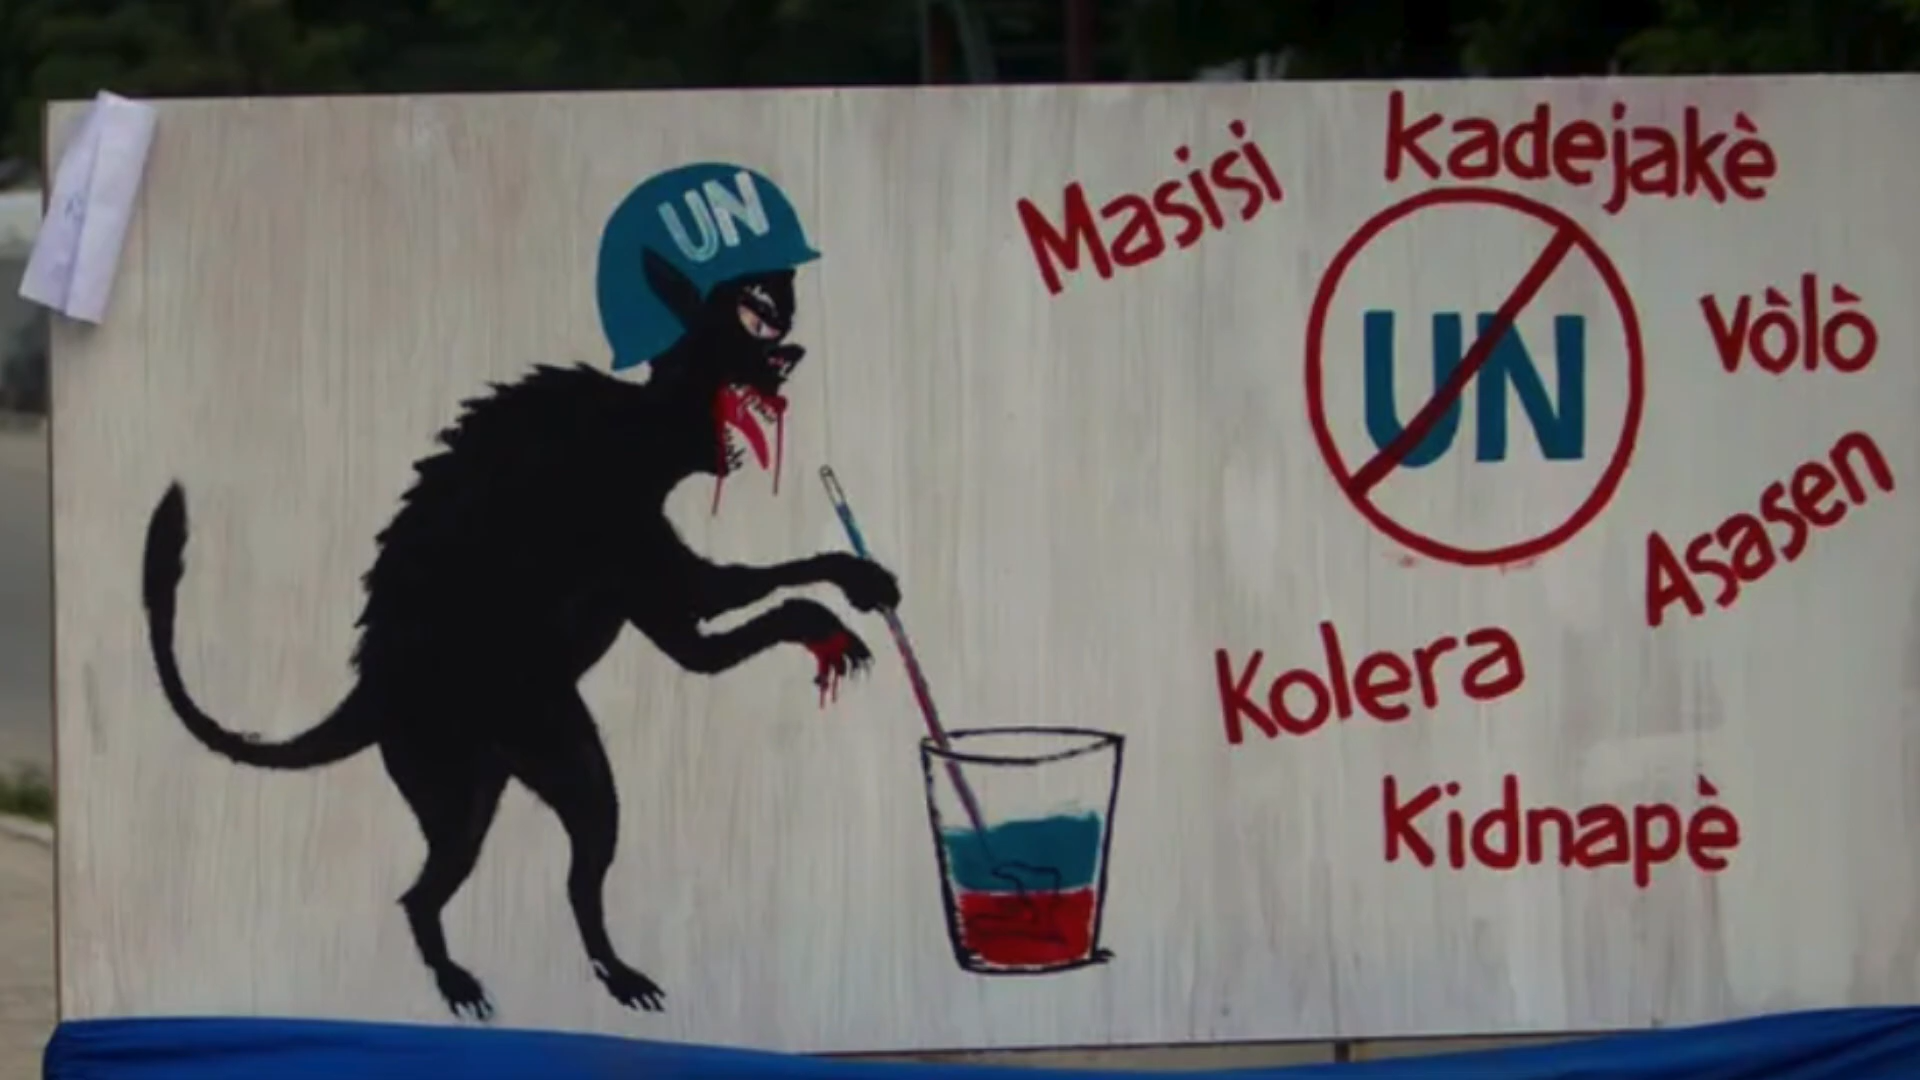 UN
Masisi
Kadejakè
UN
Vòlò
Asasen
Kolera
Kidnapè